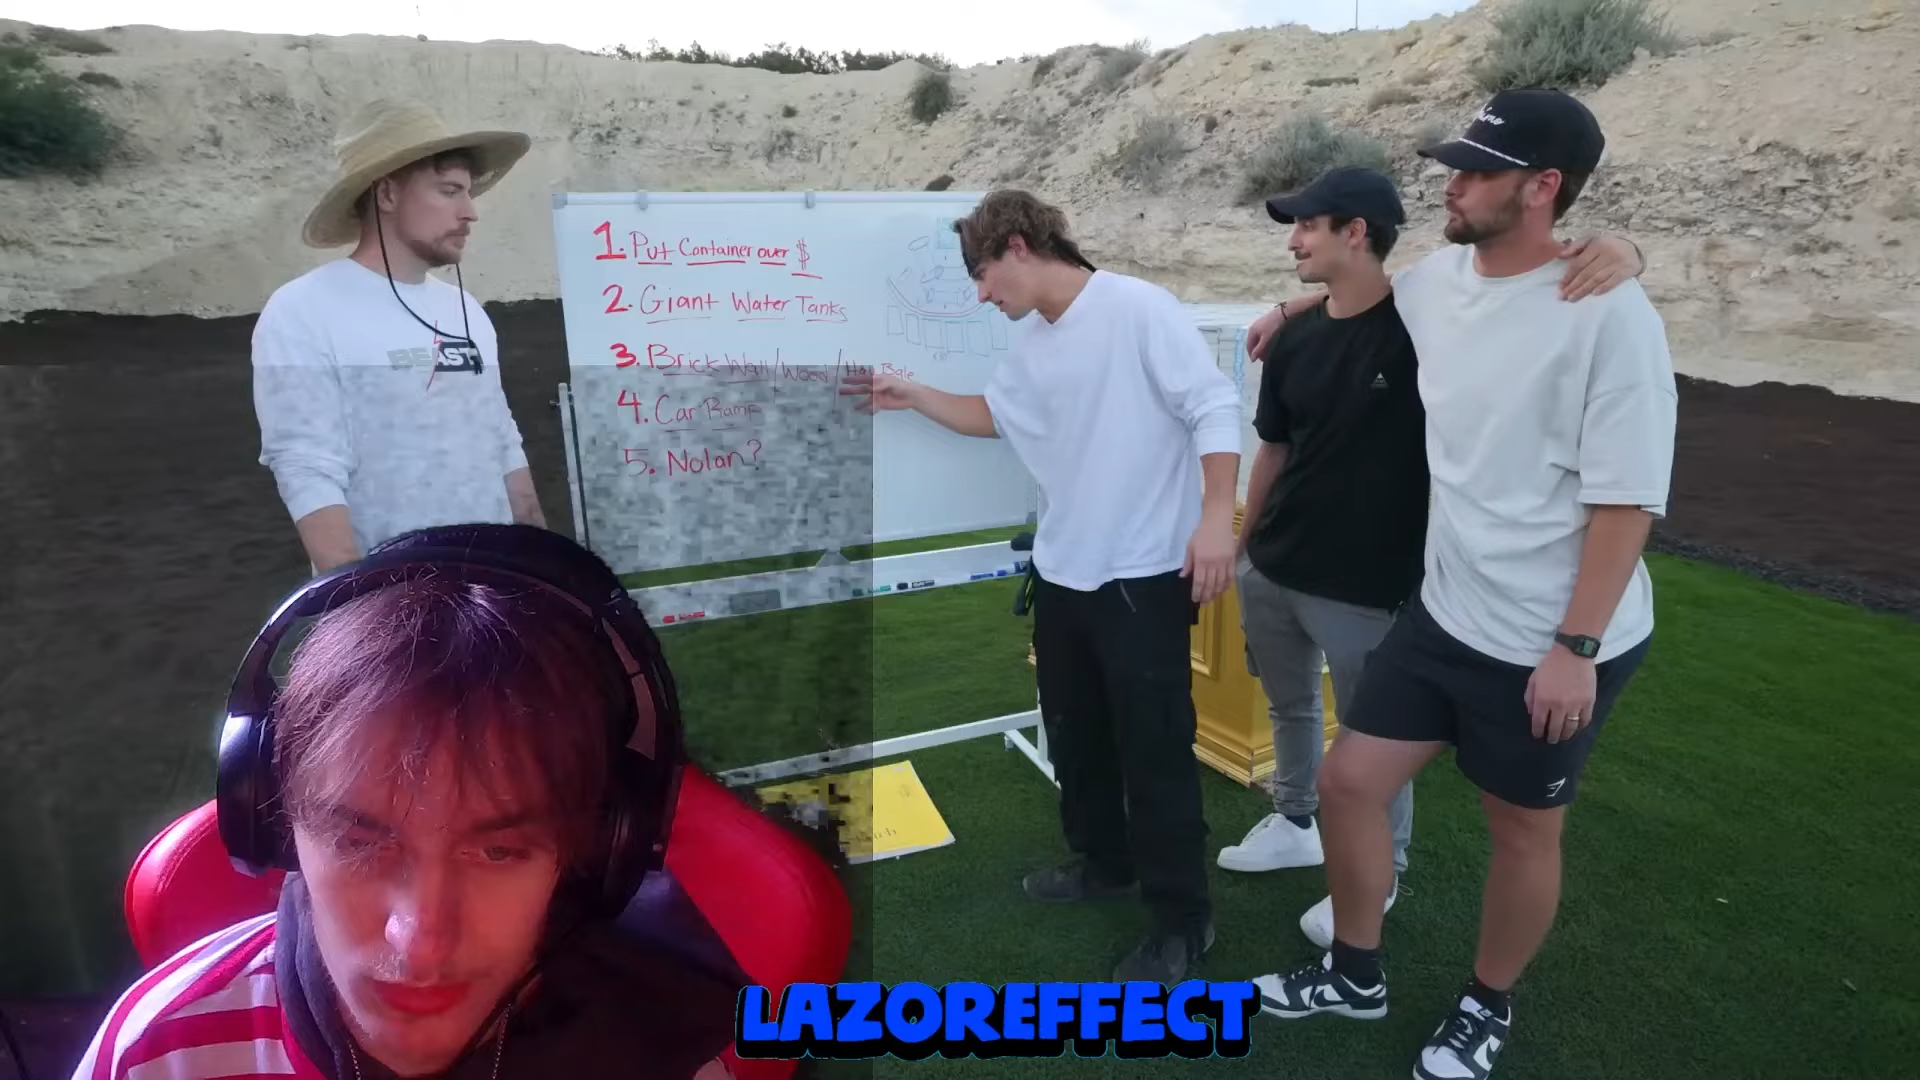 1. Put Container over $
2. Giant Water Tanks
3. Brick Wall/Wood/Hay Bale
4. Car Ramp
5. Nolan?
BEAST
LAZOREFFECT